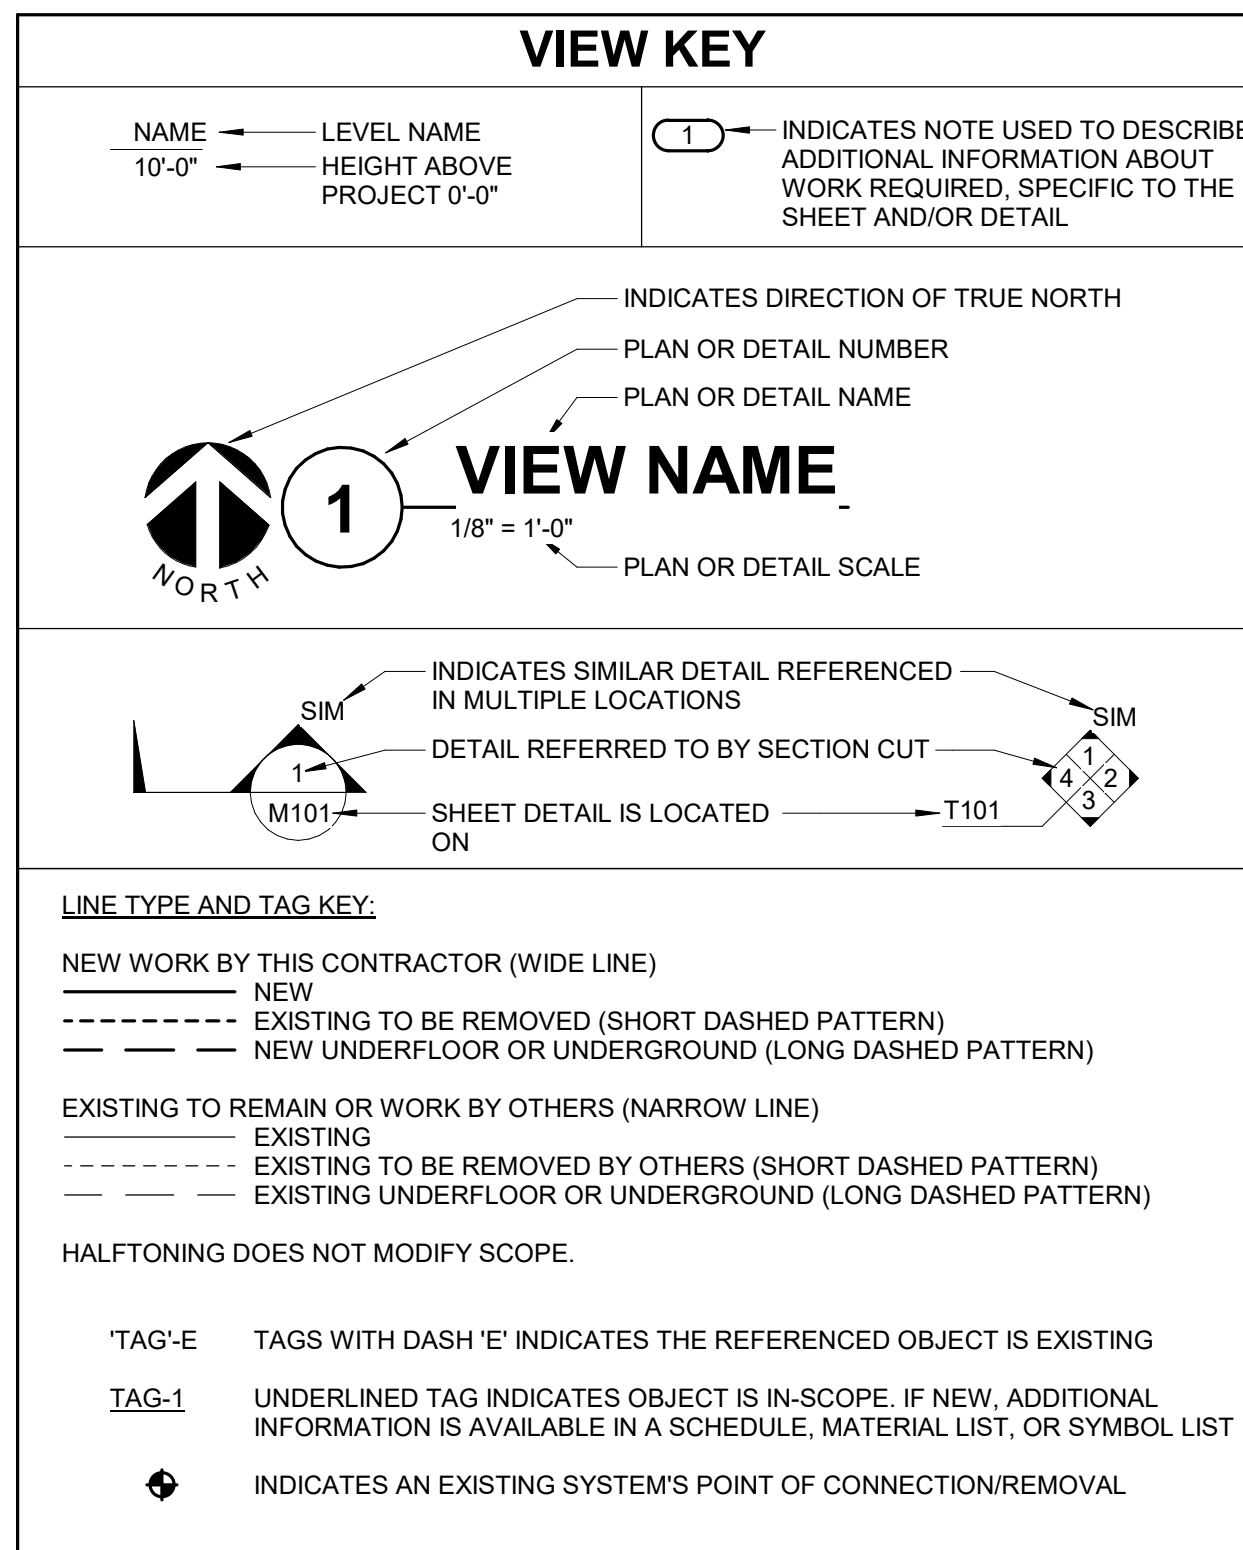 VIEW KEY
NAME
10'-0"
LEVEL NAME
HEIGHT ABOVE
PROJECT 0'-0"
1
INDICATES NOTE USED TO DESCRIBE
ADDITIONAL INFORMATION ABOUT
WORK REQUIRED, SPECIFIC TO THE
SHEET AND/OR DETAIL
INDICATES DIRECTION OF TRUE NORTH
PLAN OR DETAIL NUMBER
PLAN OR DETAIL NAME
NORTH
1
VIEW NAME
1/8" = 1'-0"
PLAN OR DETAIL SCALE
SIM
1
M101
INDICATES SIMILAR DETAIL REFERENCED
IN MULTIPLE LOCATIONS
DETAIL REFERRED TO BY SECTION CUT
SHEET DETAIL IS LOCATED
ON
SIM
1
4 2
3
T101
LINE TYPE AND TAG KEY:
NEW WORK BY THIS CONTRACTOR (WIDE LINE)
NEW
EXISTING TO BE REMOVED (SHORT DASHED PATTERN)
NEW UNDERFLOOR OR UNDERGROUND (LONG DASHED PATTERN)
EXISTING TO REMAIN OR WORK BY OTHERS (NARROW LINE)
EXISTING
EXISTING TO BE REMOVED BY OTHERS (SHORT DASHED PATTERN)
EXISTING UNDERFLOOR OR UNDERGROUND (LONG DASHED PATTERN)
HALFTONING DOES NOT MODIFY SCOPE.
'TAG'-E TAGS WITH DASH 'E' INDICATES THE REFERENCED OBJECT IS EXISTING
TAG-1 UNDERLINED TAG INDICATES OBJECT IS IN-SCOPE. IF NEW, ADDITIONAL
INFORMATION IS AVAILABLE IN A SCHEDULE, MATERIAL LIST, OR SYMBOL LIST
INDICATES AN EXISTING SYSTEM'S POINT OF CONNECTION/REMOVAL